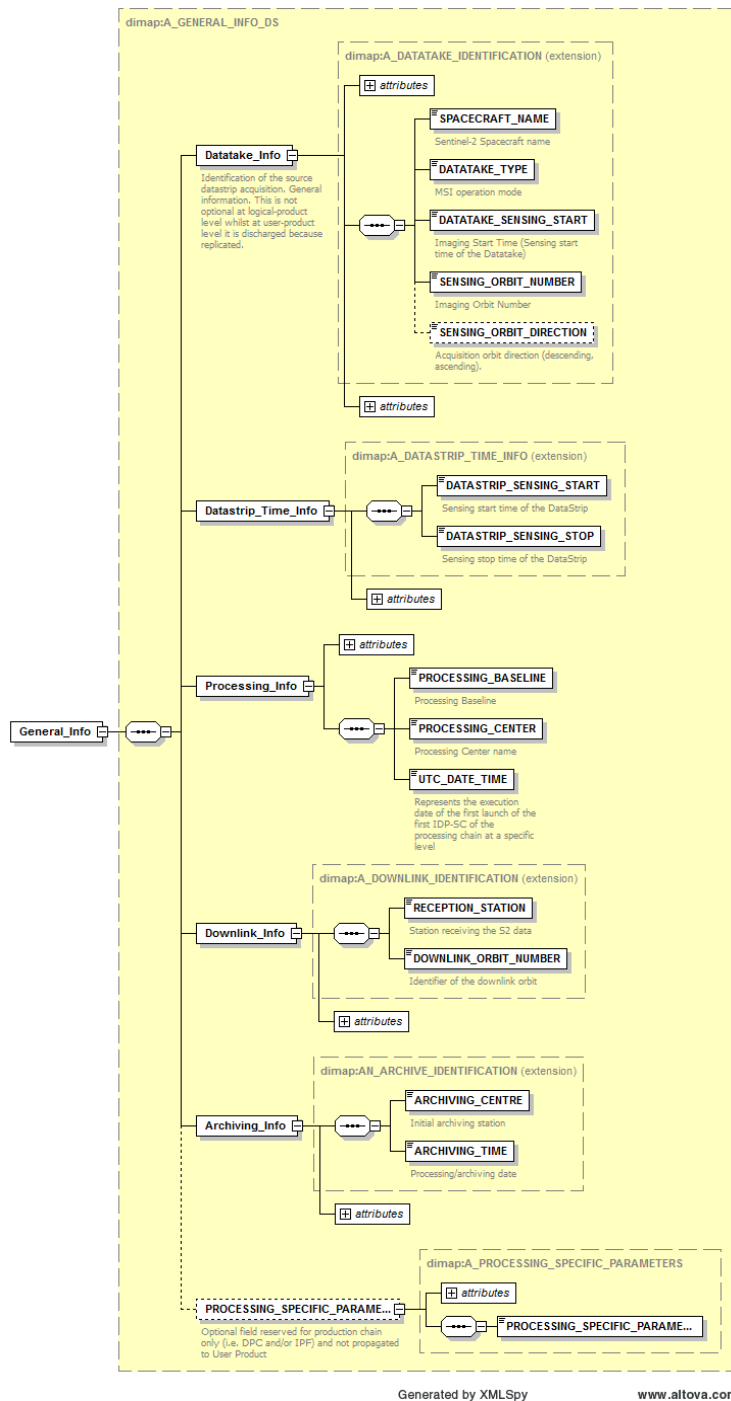 dimap:A_GENERAL_INFO_DS
dimap:A_DATATAKE_IDENTIFICATION (extension)
attributes
SPACECRAFT_NAME
Sentinel-2 Spacecraft name
Datatake_Info
Identification of the source
datastrip acquisition. General
information. This is not
optional at logical-product
level whilst at user-product
level it is discharged because
replicated.
DATATAKE_TYPE
MSI operation mode
DATATAKE_SENSING_START
Imaging Start Time (Sensing start
time of the Datatake)
SENSING_ORBIT_NUMBER
Imaging Orbit Number
SENSING_ORBIT_DIRECTION
Acquisition orbit direction (descending,
ascending).
attributes
dimap:A_DATASTRIP_TIME_INFO (extension)
Datastrip_Time_Info
DATASTRIP_SENSING_START
Sensing start time of the DataStrip
DATASTRIP_SENSING_STOP
Sensing stop time of the DataStrip
attributes
attributes
Processing_Info
PROCESSING_BASELINE
Processing Baseline
General_Info
PROCESSING_CENTER
Processing Center name
UTC_DATE_TIME
Represents the execution
date of the first launch of the
first IDP-SC of the
processing chain at a specific
level
dimap:A_DOWNLINK_IDENTIFICATION (extension)
Downlink_Info
RECEPTION_STATION
Station receiving the S2 data
DOWNLINK_ORBIT_NUMBER
Identifier of the downlink orbit
attributes
dimap:AN_ARCHIVE_IDENTIFICATION (extension)
Archiving_Info
ARCHIVING_CENTRE
Initial archiving station
ARCHIVING_TIME
Processing/archiving date
attributes
dimap:A_PROCESSING_SPECIFIC_PARAMETERS
attributes
PROCESSING_SPECIFIC_PARAME...
Optional field reserved for production chain
only (i.e. DPC and/or IPF) and not propagated
to User Product
PROCESSING_SPECIFIC_PARAME...
Generated by XMLSpy
www.altova.com